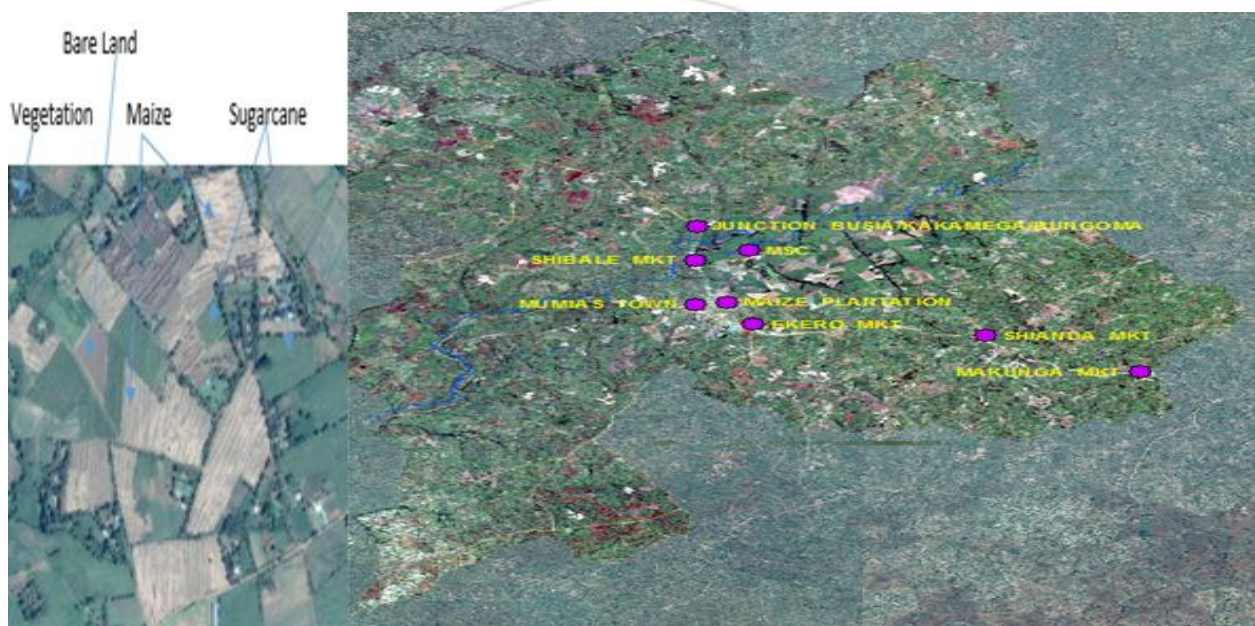 Bare Land
Vegetation
Maize
Sugarcane
JUNCTION BUSIA/KAKAMEGA/BUNGOMA
MSC
SHIBALE MKT
MUMIAS TOWN
MAIZE PLANTATION
EKERO MKT
SHIANDA MKT
MAKUNGA MKT